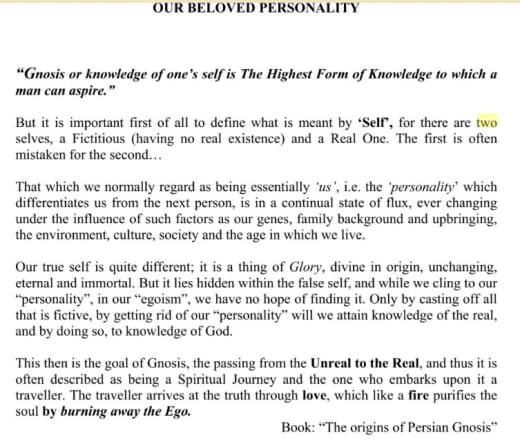 OUR BELOVED PERSONALITY
“Gnosis or knowledge of one’s self is The Highest Form of Knowledge to which a
man can aspire.”
But it is important first of all to define what is meant by ‘Self’, for there are two
selves, a Fictitious (having no real existence) and a Real One. The first is often
mistaken for the second…
That which we normally regard as being essentially ‘us’, i.e. the ‘personality’ which
differentiates us from the next person, is in a continual state of flux, ever changing
under the influence of such factors as our genes, family background and upbringing,
the environment, culture, society and the age in which we live.
Our true self is quite different; it is a thing of Glory, divine in origin, unchanging,
eternal and immortal. But it lies hidden within the false self, and while we cling to our
“personality”, in our “egoism”, we have no hope of finding it. Only by casting off all
that is fictive, by getting rid of our “personality” will we attain knowledge of the real,
and by doing so, to knowledge of God.
This then is the goal of Gnosis, the passing from the Unreal to the Real, and thus it is
often described as being a Spiritual Journey and the one who embarks upon it a
traveller. The traveller arrives at the truth through love, which like a fire purifies the
soul by burning away the Ego.
Book: “The origins of Persian Gnosis”